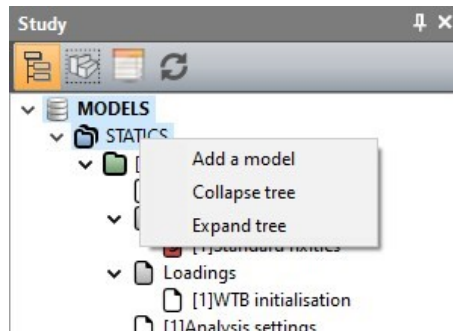 Study
MODELS
STATICS
Add a model
Collapse tree
Expand tree
[1]Standard fixities
Loadings
[1]WTB initialisation
[1]Analysis settings